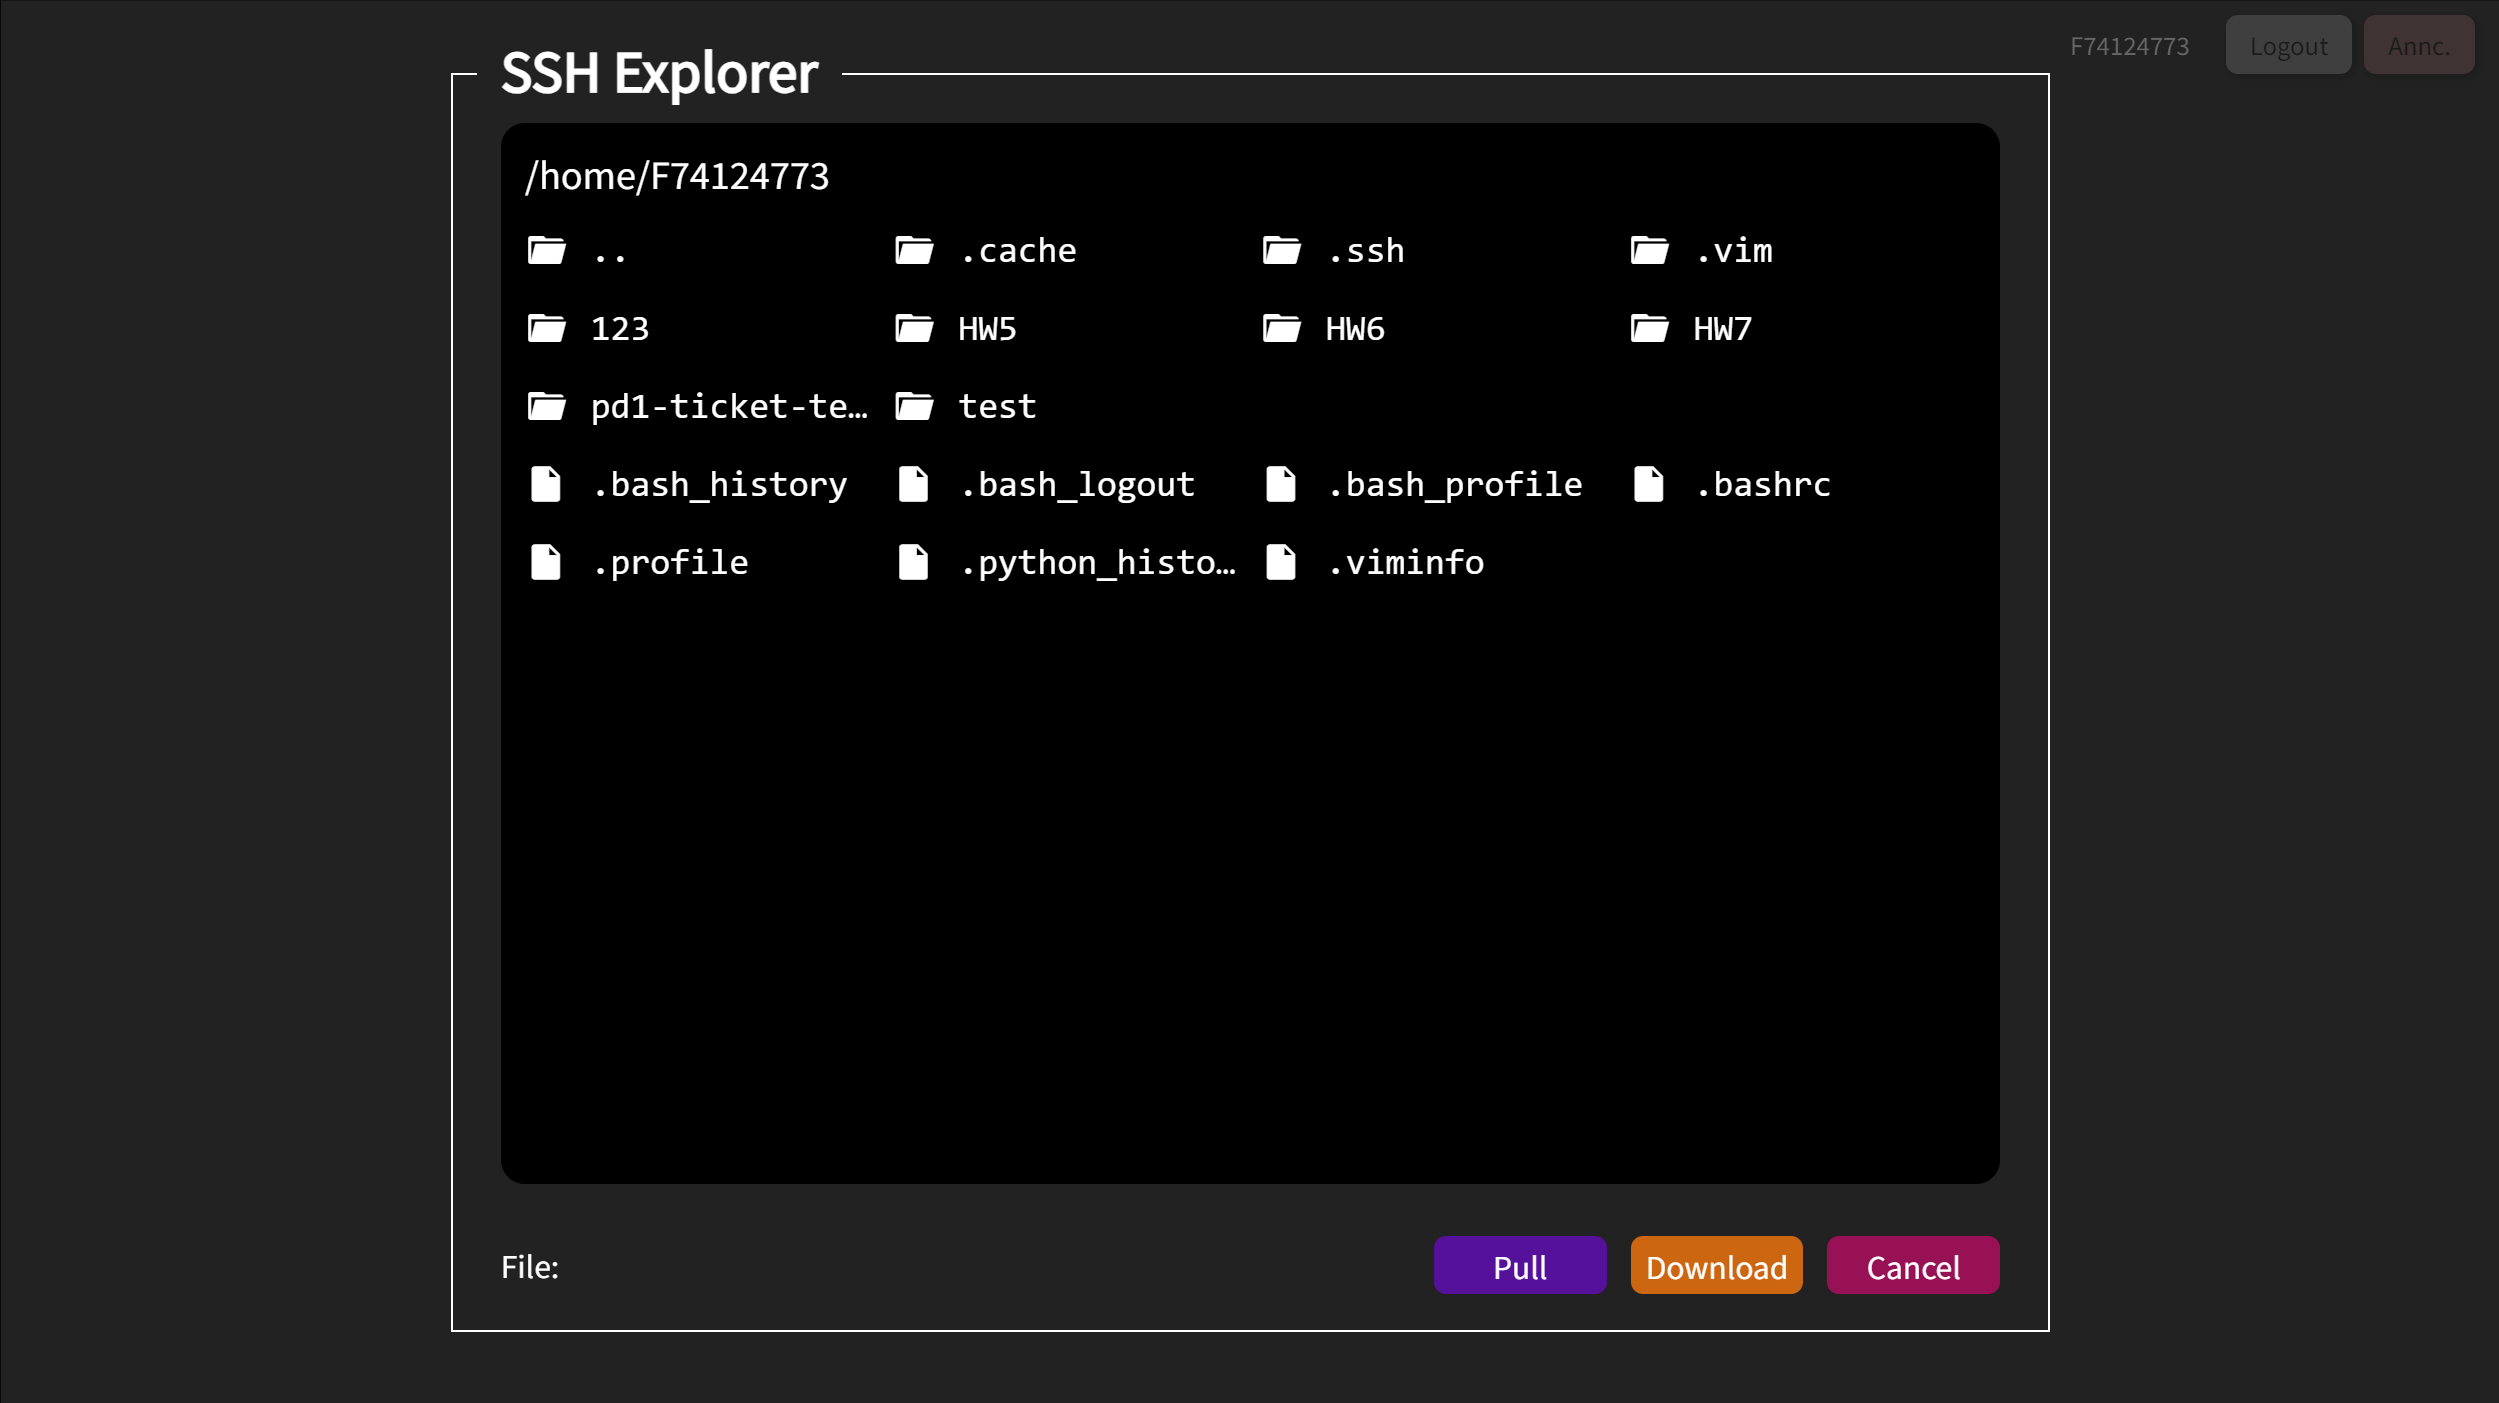 F74124773 Logout Annc.
SSH Explorer
/home/F74124773
.. .cache .ssh .vim
123 HW5 HW6 HW7
pd1-ticket-te… test
.bash_history .bash_logout .bash_profile .bashrc
.profile .python_histo… .viminfo
File: Pull Download Cancel